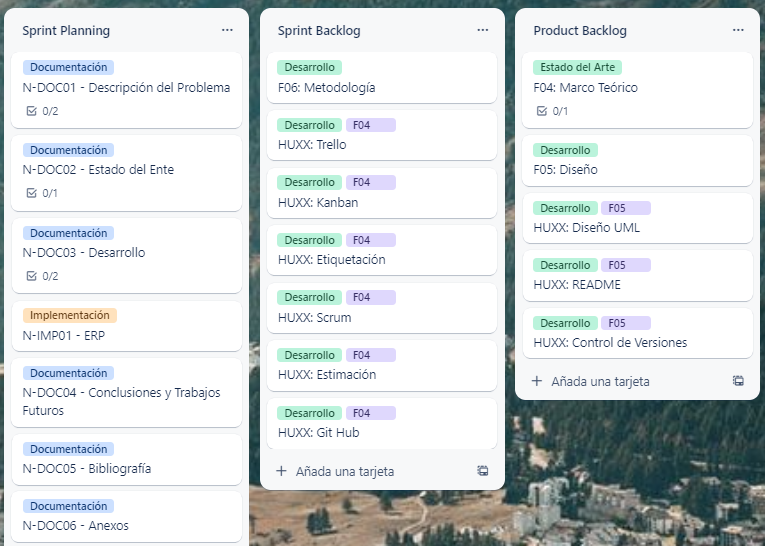 Sprint Planning
Documentación
N-DOC01 - Descripción del Problema
0/2
Documentación
N-DOC02 - Estado del Ente
0/1
Documentación
N-DOC03 - Desarrollo
0/2
Implementación
N-IMP01 - ERP
Documentación
N-DOC04 - Conclusiones y Trabajos
Futuros
Documentación
N-DOC05 - Bibliografía
Documentación
N-DOC06 - Anexos
Sprint Backlog
Desarrollo
F06: Metodología
Desarrollo F04
HUXX: Trello
Desarrollo F04
HUXX: Kanban
Desarrollo F04
HUXX: Etiquetación
Desarrollo F04
HUXX: Scrum
Desarrollo F04
HUXX: Estimación
Desarrollo F04
HUXX: Git Hub
Añada una tarjeta
Product Backlog
Estado del Arte
F04: Marco Teórico
0/1
Desarrollo
F05: Diseño
Desarrollo F05
HUXX: Diseño UML
Desarrollo F05
HUXX: README
Desarrollo F05
HUXX: Control de Versiones
Añada una tarjeta